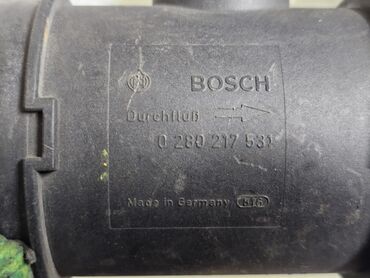 BOSCH
Durchfluß
0 280 217 531
Made in Germany